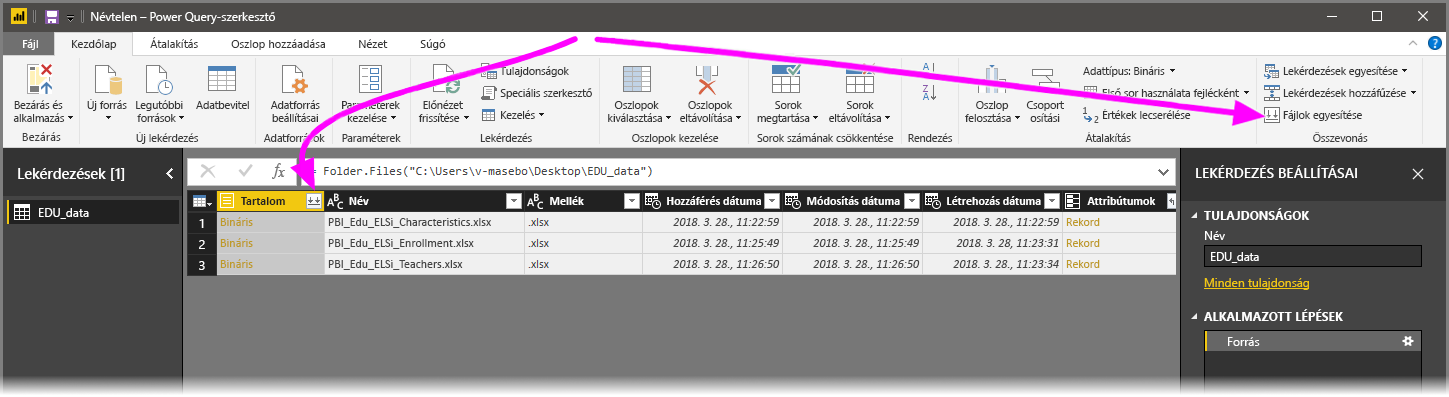 Névtelen – Power Query-szerkesztő
Fájl Kezdőlap Átalakítás Oszlop hozzáadása Nézet Súgó
Bezárás és alkalmazás
Bezárás
Új forrás
Legutóbbi források
Adatbevitel
Új lekérdezés
Adatforrás beállításai
Adatforrások
Paraméterek kezelése
Paraméterek
Előnézet frissítése
Tulajdonságok
Speciális szerkesztő
Kezelés
Lekérdezés
Oszlopok kiválasztása
Oszlopok eltávolítása
Oszlopok kezelése
Sorok megtartása
Sorok eltávolítása
Sorok számának csökkentése
Rendezés
Oszlop felosztása
Csoport osítási
Adattípus: Bináris
Első sor használata fejlécként
Értékek lecserélése
Átalakítás
Lekérdezések egyesítése
Lekérdezések hozzáfűzése
Fájlok egyesítése
Összevonás
Lekérdezések [1]
EDU_data
fx = Folder.Files("C:\Users\v-masebo\Desktop\EDU_data")
Tartalom Név Mellék Hozzáférés dátuma Módosítás dátuma Létrehozás dátuma Attribútumok
1 Bináris PBI_Edu_ELSi_Characteristics.xlsx .xlsx 2018. 3. 28., 11:22:59 2018. 3. 28., 11:22:59 2018. 3. 28., 11:22:59 Rekord
2 Bináris PBI_Edu_ELSi_Enrollment.xlsx .xlsx 2018. 3. 28., 11:25:49 2018. 3. 28., 11:25:49 2018. 3. 28, 11:23:31 Rekord
3 Bináris PBI_Edu_ELSi_Teachers.xlsx .xlsx 2018. 3. 28., 11:26:50 2018. 3. 28., 11:26:50 2018. 3. 28., 11:23:34 Rekord
LEKÉRDEZÉS BEÁLLÍTÁSAI
TULAJDONSÁGOK
Név
EDU_data
Minden tulajdonság
ALKALMAZOTT LÉPÉSEK
Forrás